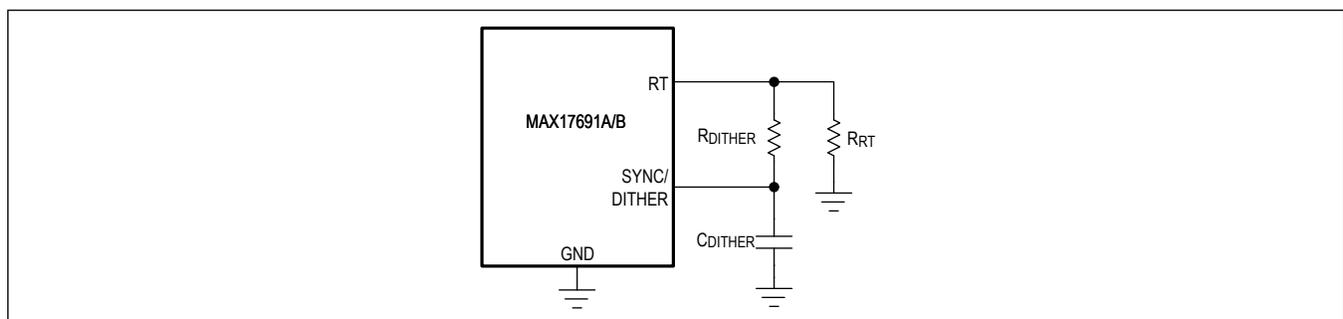 RT
MAX17691A/B
RDITHER
RRT
SYNC/
DITHER
CDITHER
GND